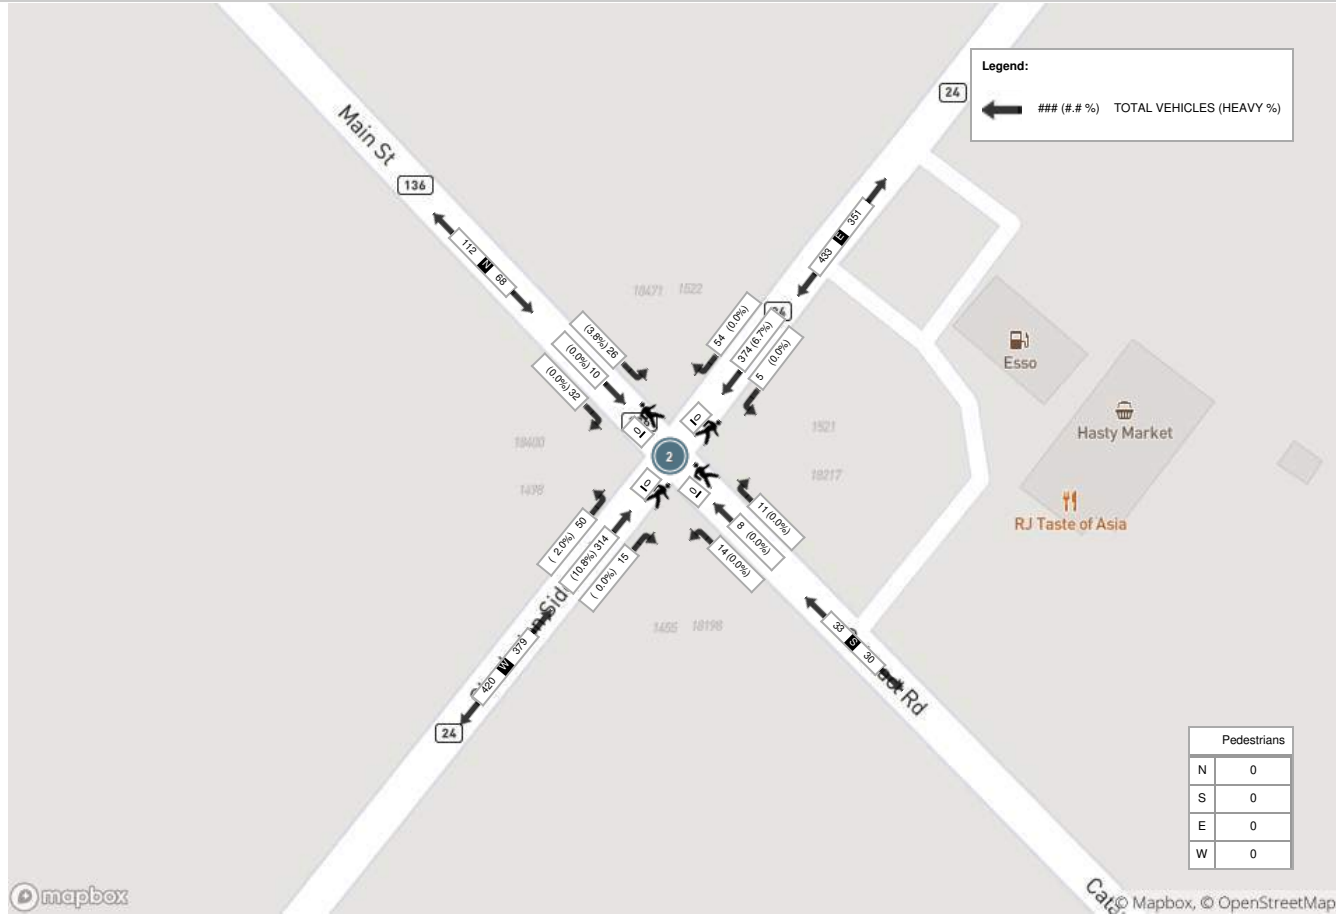 24
Legend:
### (#.# %) TOTAL VEHICLES (HEAVY %)
Main St
136
351
E
433
112
N
68
18471 1522
54 (0.0%)
374 (6.7%)
5 (0.0%)
(3.8%) 26
(0.0%) 10
(0.0%) 32
Esso
Hasty Market
RJ Taste of Asia
0
0
2
0
0
18400
1498
1521
18217
( 2.0%) 50
(10.8%) 314
( 0.0%) 15
11 (0.0%)
8 (0.0%)
14 (0.0%)
1455 18198
379
W
420
33
S
30
Rd
24
Pedestrians
N 0
S 0
E 0
W 0
mapbox
© Mapbox, © OpenStreetMap